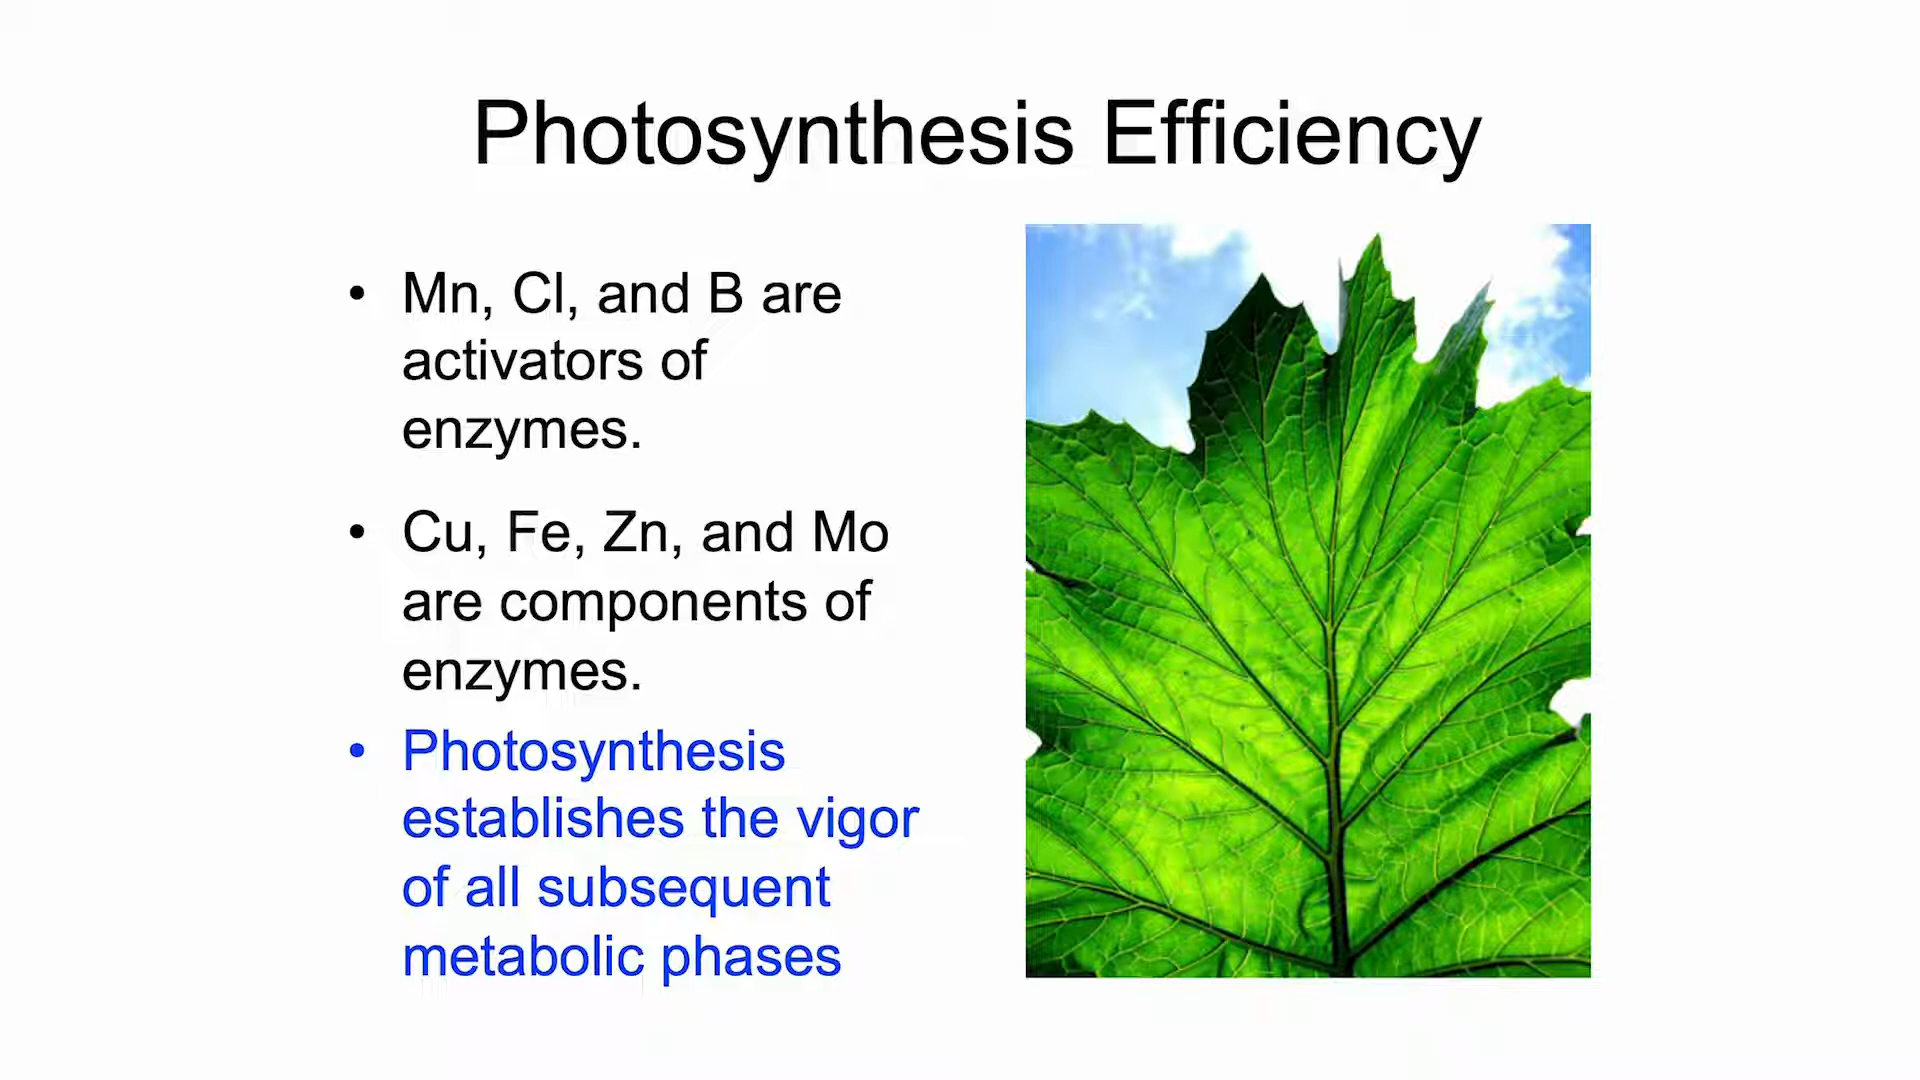 Photosynthesis Efficiency
• Mn, Cl, and B are
activators of
enzymes.
• Cu, Fe, Zn, and Mo
are components of
enzymes.
• Photosynthesis
establishes the vigor
of all subsequent
metabolic phases